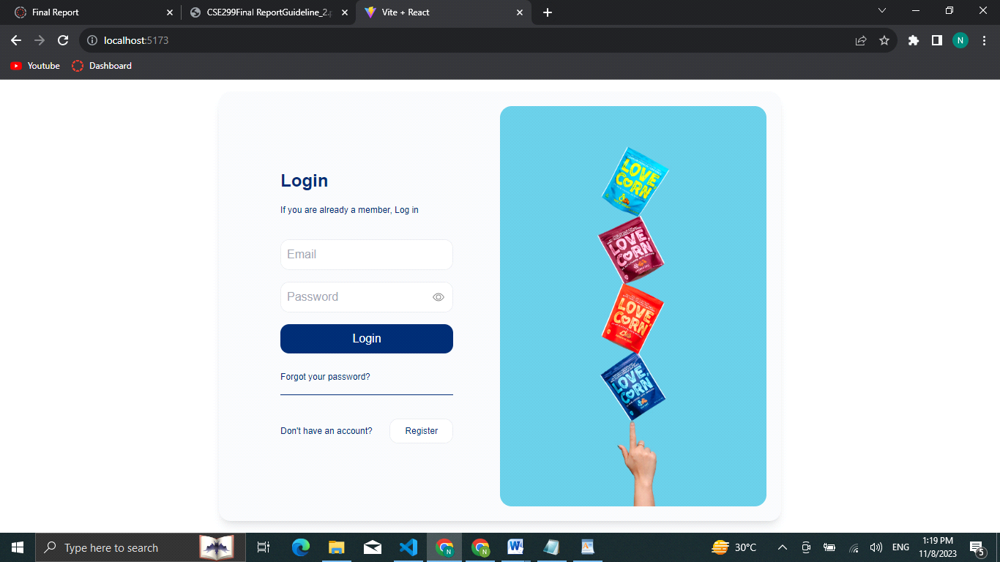 Final Report
CSE299Final ReportGuideline_2.p
Vite + React
localhost:5173
N
Youtube
Dashboard
Login
If you are already a member, Log in
Email
Password
Login
Forgot your password?
Don't have an account?
Register
LOVE
CORN
LOVE,
CORN
LOVE
CORN
LOVE,
CORN
Type here to search
N
N
W
30°C
ENG
1:19 PM
11/8/2023
5